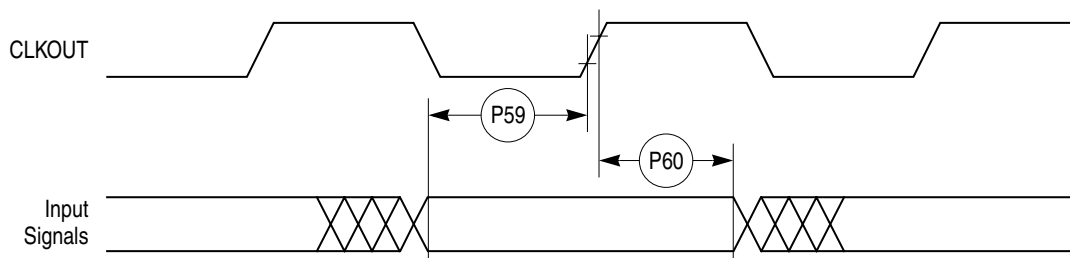 CLKOUT
P59
P60
Input
Signals